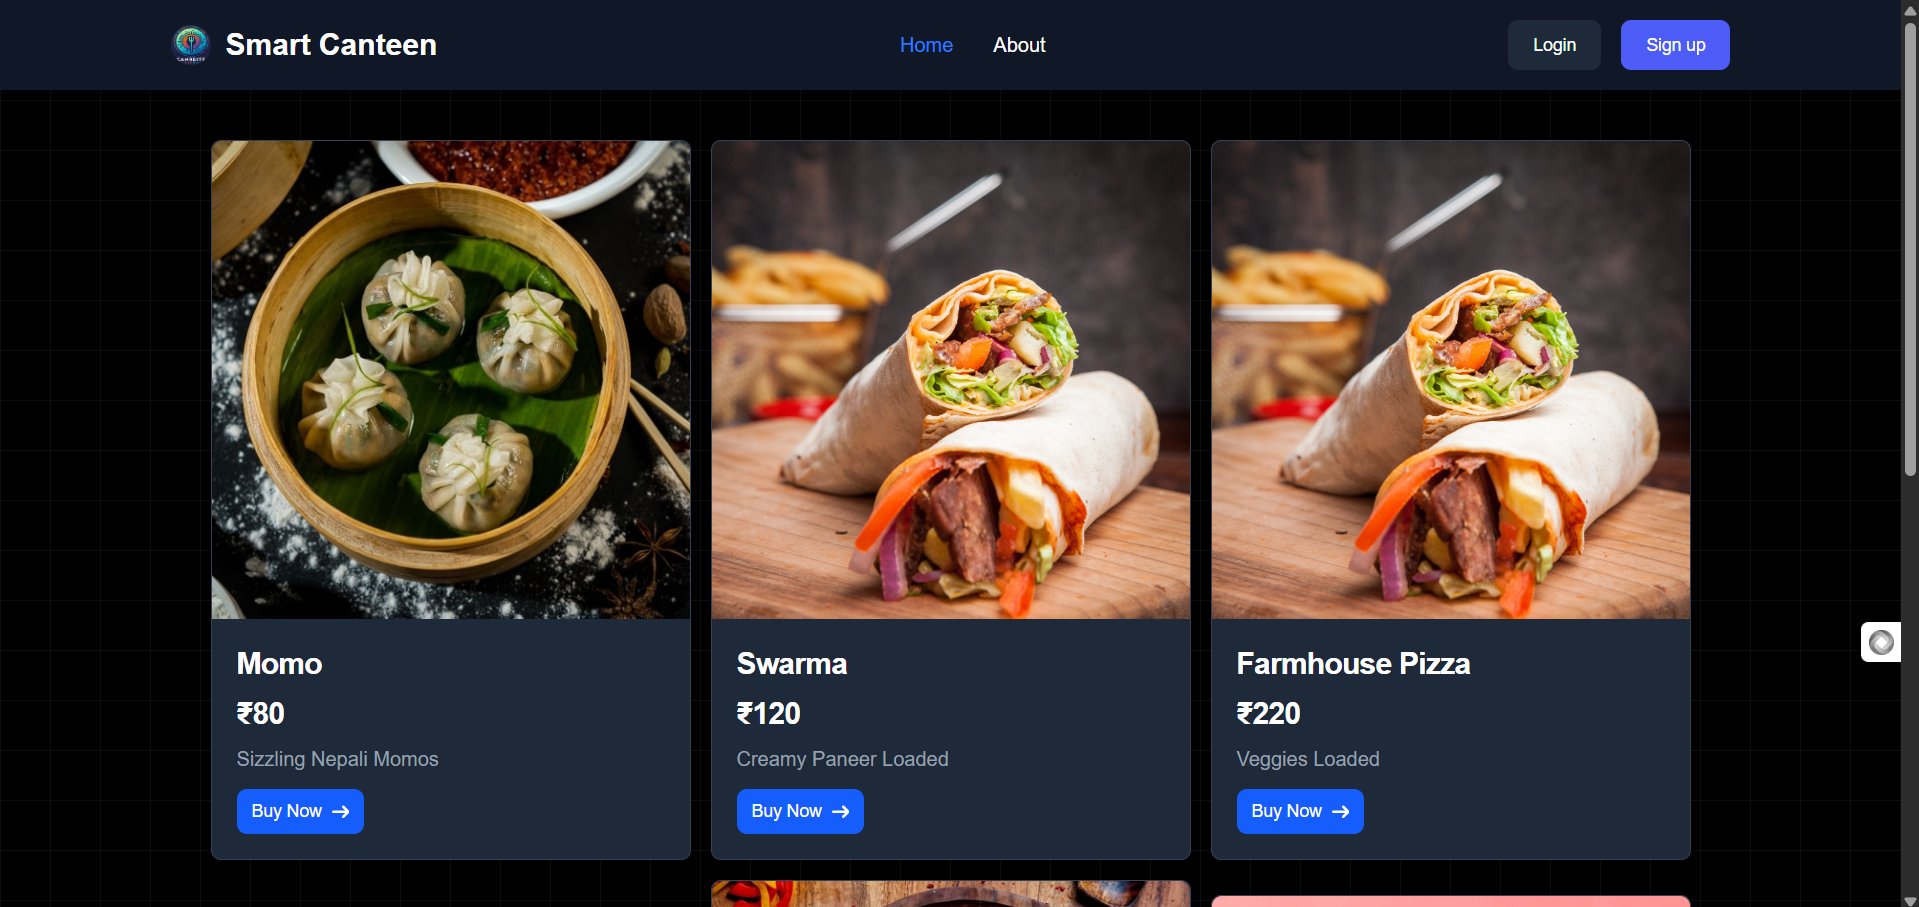 Smart Canteen
Home
About
Login
Sign up
Momo
₹80
Sizzling Nepali Momos
Buy Now
Swarma
₹120
Creamy Paneer Loaded
Buy Now
Farmhouse Pizza
₹220
Veggies Loaded
Buy Now